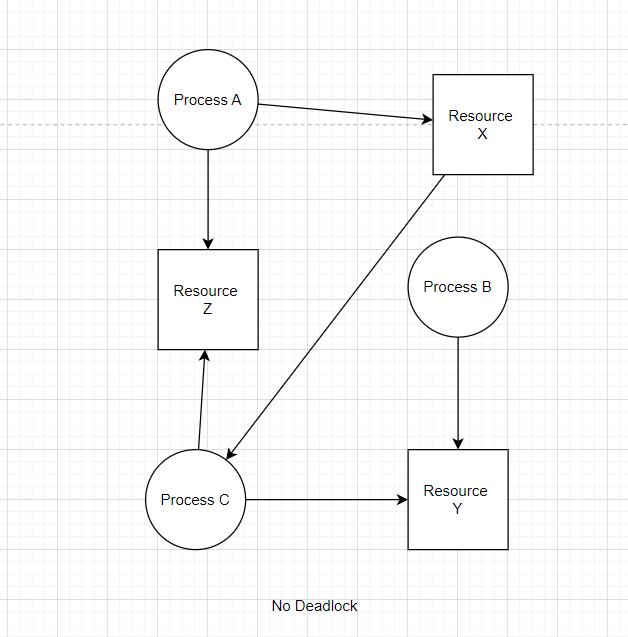 Process A
Resource
X
Resource
Z
Process B
Process C
Resource
Y
No Deadlock